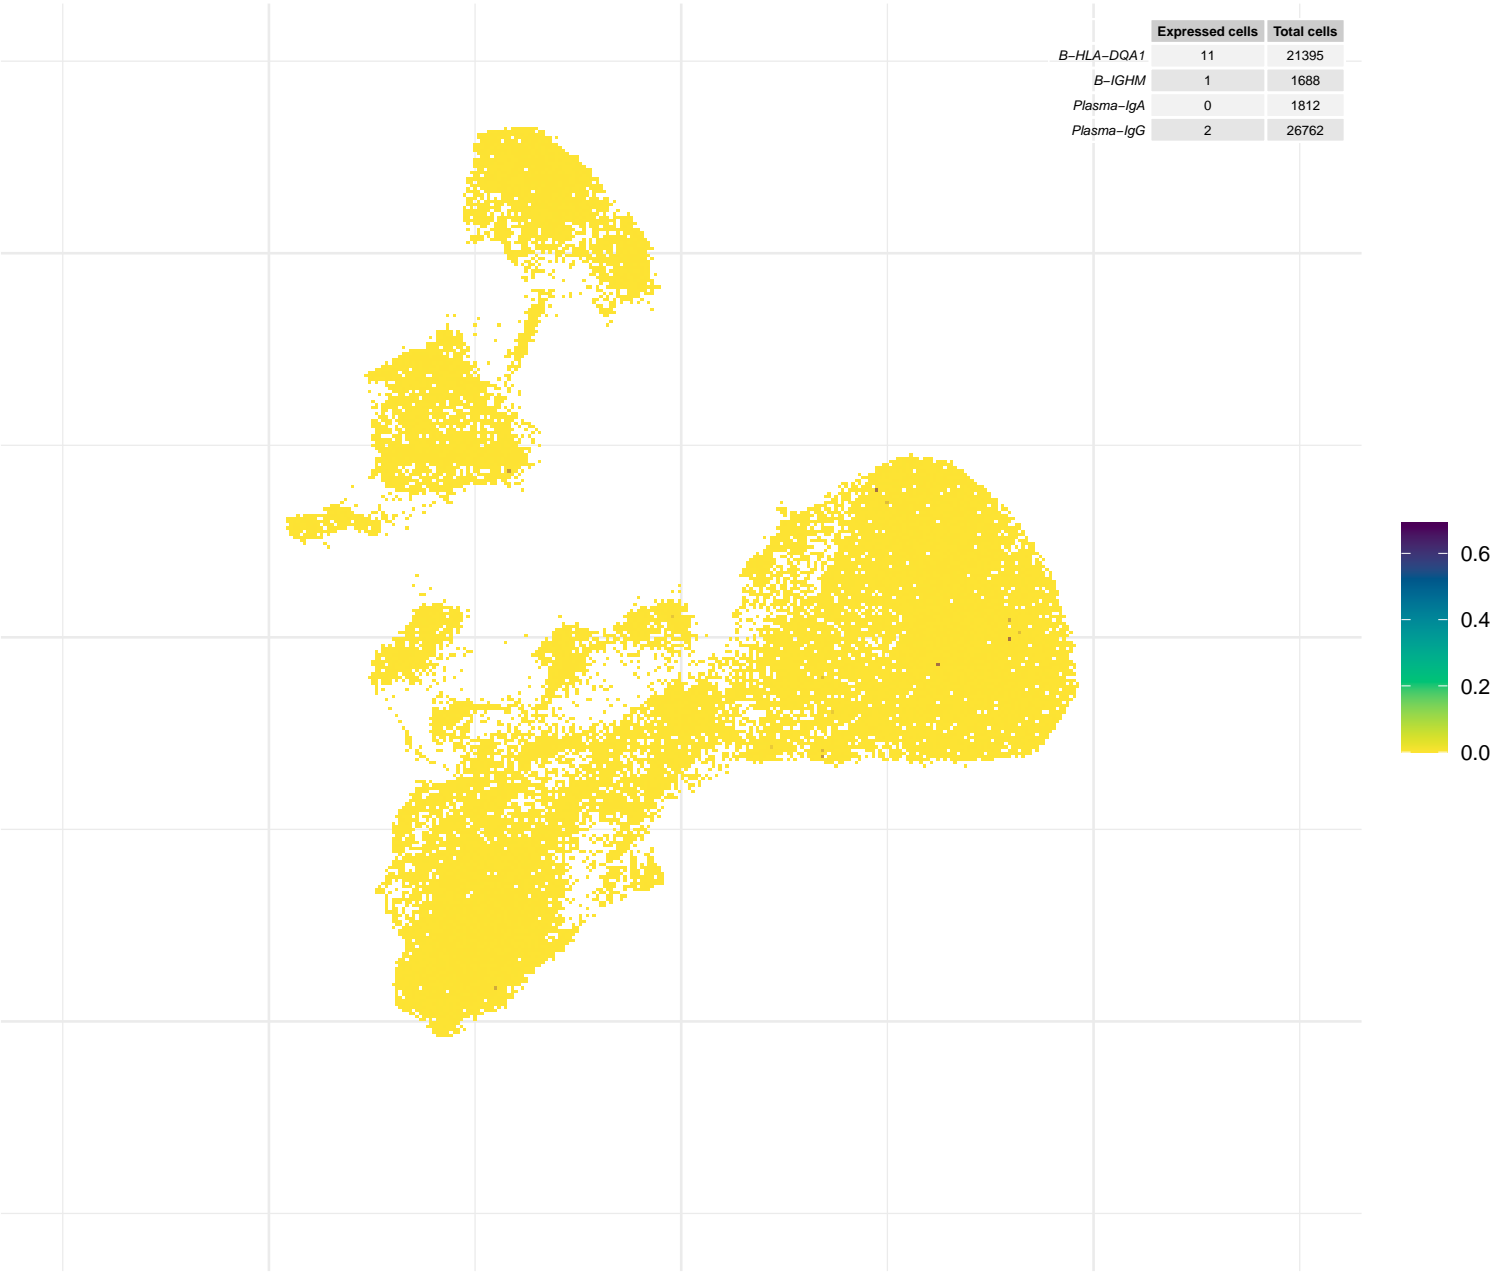 Expressed cells Total cells
B−HLA−DQA1 11 21395
B−IGHM 1 1688
Plasma−IgA 0 1812
Plasma−IgG 2 26762
0.6
0.4
0.2
0.0